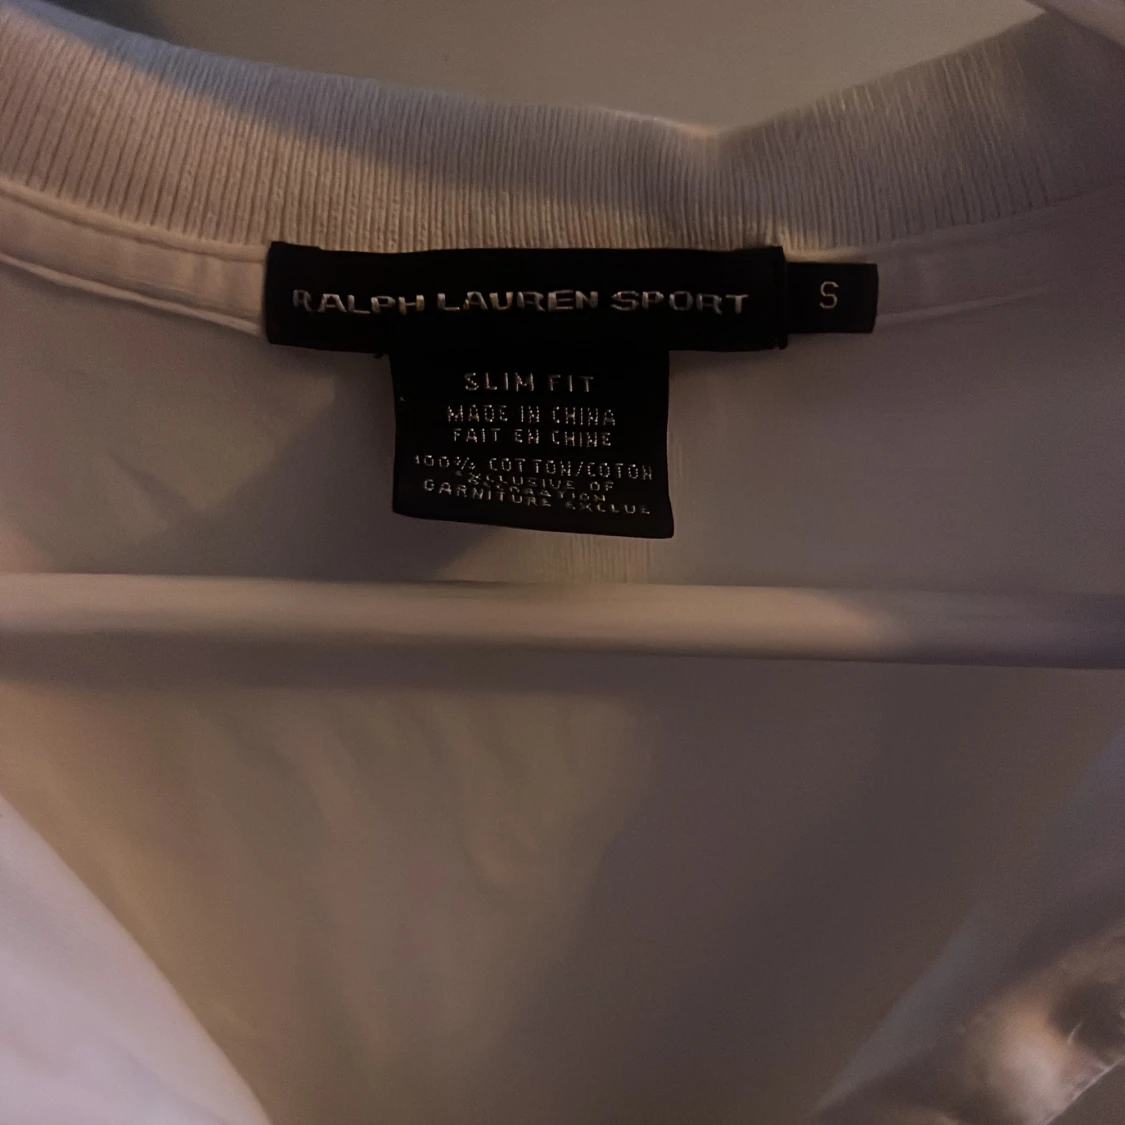 RALPH LAUREN SPORT
S
SLIM FIT
MADE IN CHINA
FAIT EN CHINE
100% COTTON/COTON
EXCLUSIVE OF
GARNITURE EXCLUE